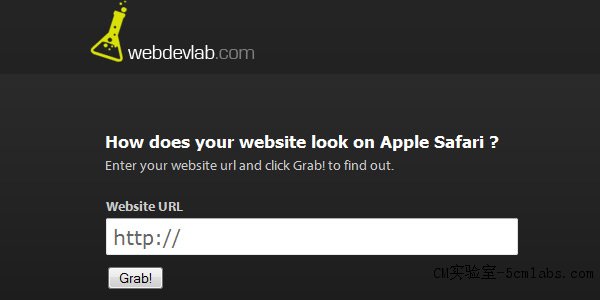 webdevlab.com
How does your website look on Apple Safari ?
Enter your website url and click Grab! to find out.
Website URL
http://
Grab!
CM实验室-5cmlabs.com